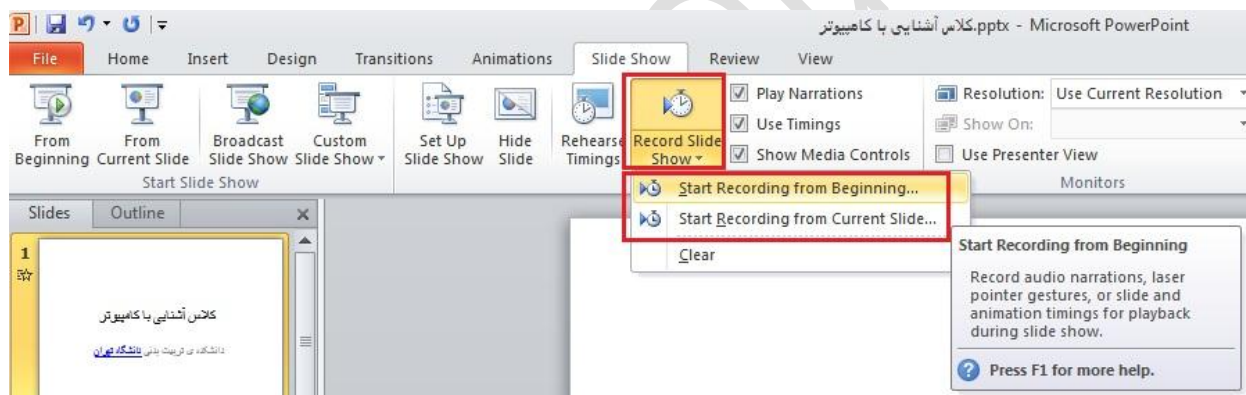 کلاس آشنایی با کامپیوتر.pptx - Microsoft PowerPoint
File Home Insert Design Transitions Animations Slide Show Review View
From Beginning
From Current Slide
Broadcast Slide Show
Custom Slide Show
Set Up Slide Show
Hide Slide
Rehearse Timings
Record Slide Show
Play Narrations
Use Timings
Show Media Controls
Resolution: Use Current Resolution
Show On:
Use Presenter View
Start Slide Show
Monitors
Start Recording from Beginning...
Start Recording from Current Slide...
Clear
Start Recording from Beginning
Record audio narrations, laser
pointer gestures, or slide and
animation timings for playback
during slide show.
Press F1 for more help.
Slides Outline
1
کلاس آشنایی با کامپیوتر
دانشکده ی تربیت بدنی دانشگاه تهران